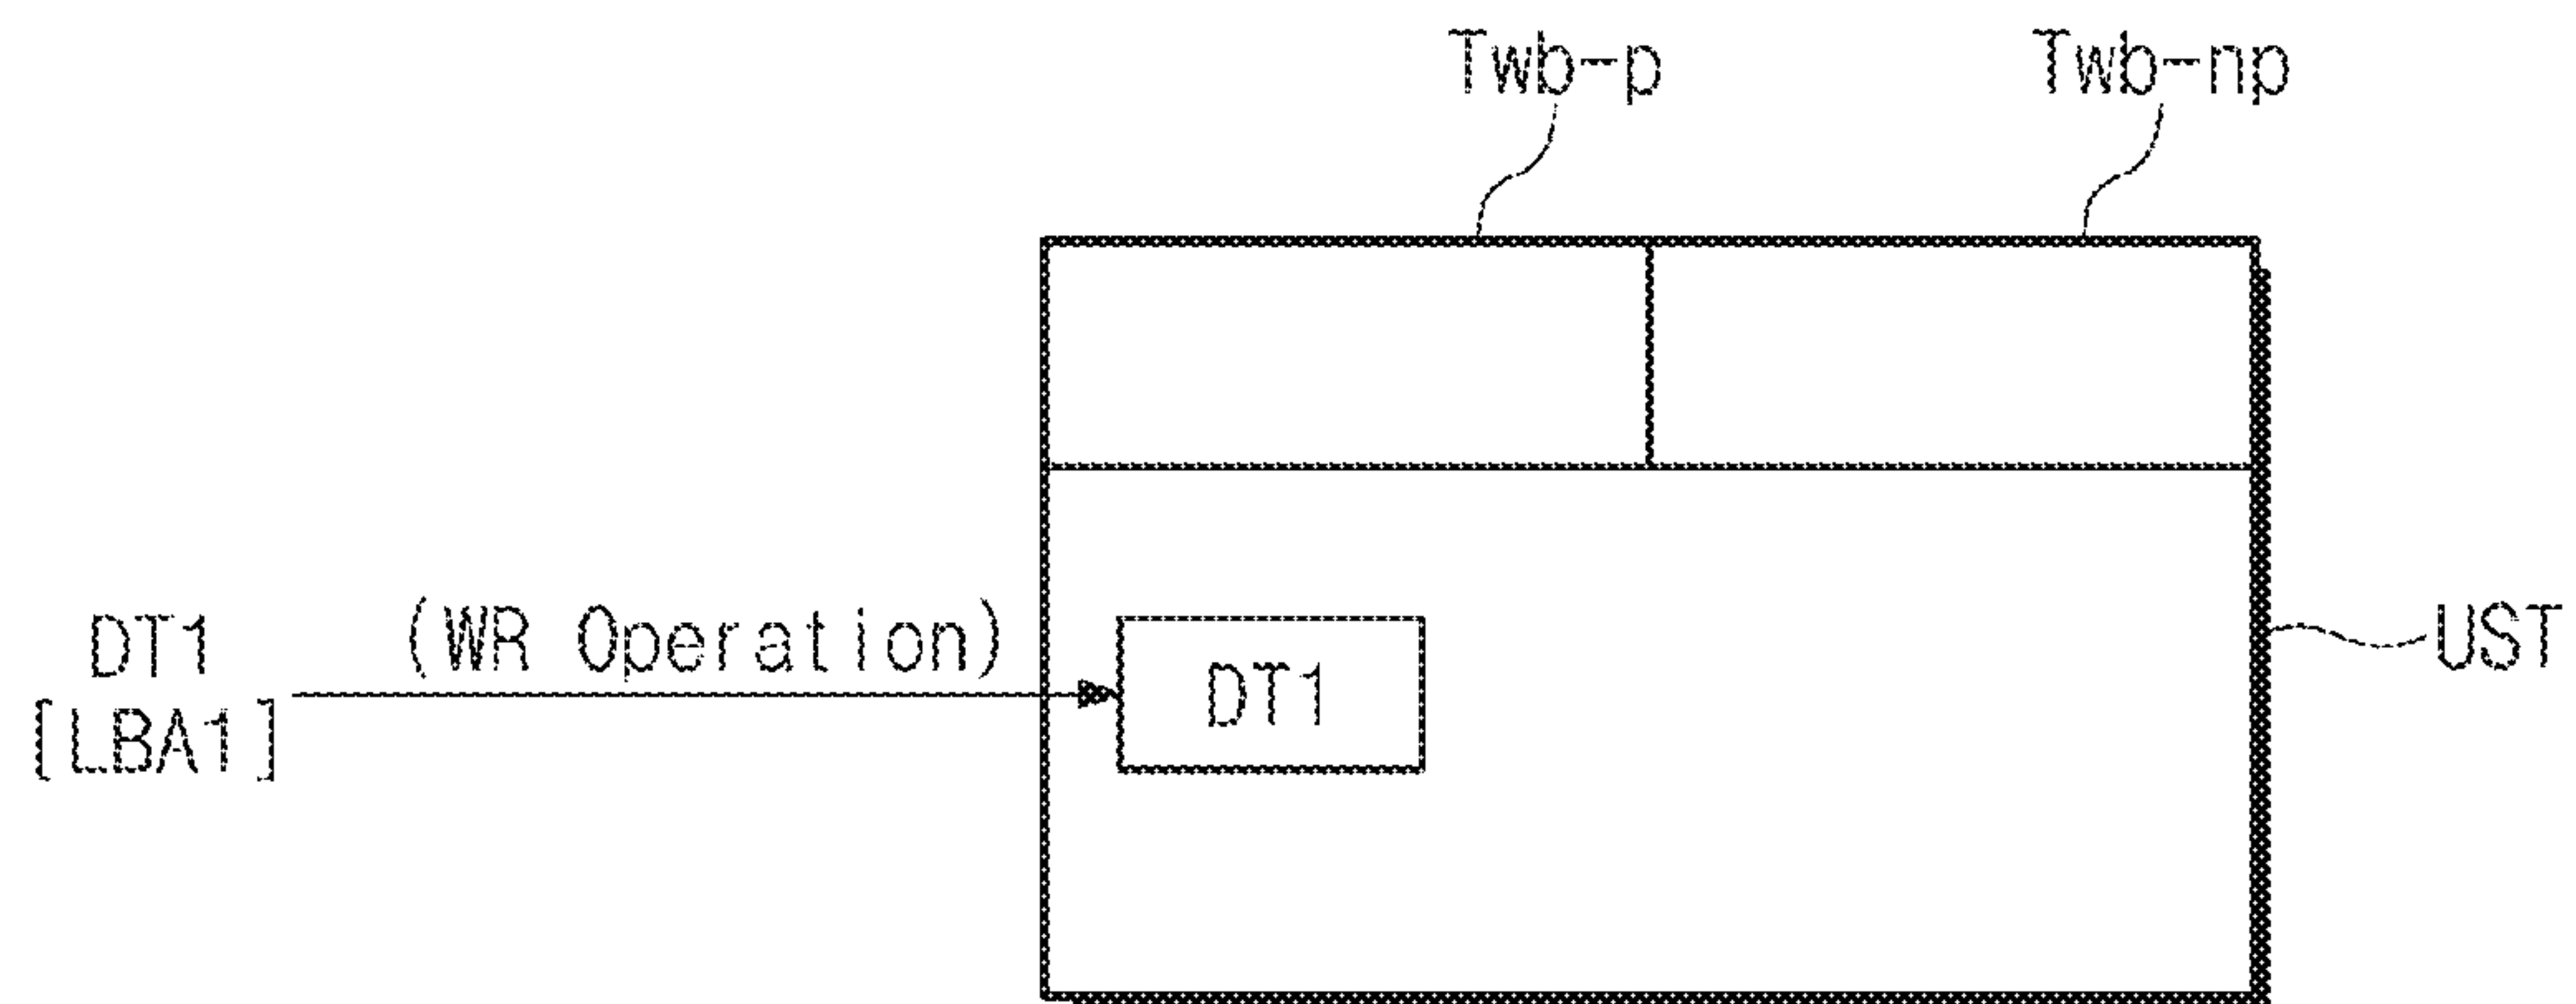 Twb-p
Twb-np
DT1
[LBA1]
(WR Operation)
DT1
UST